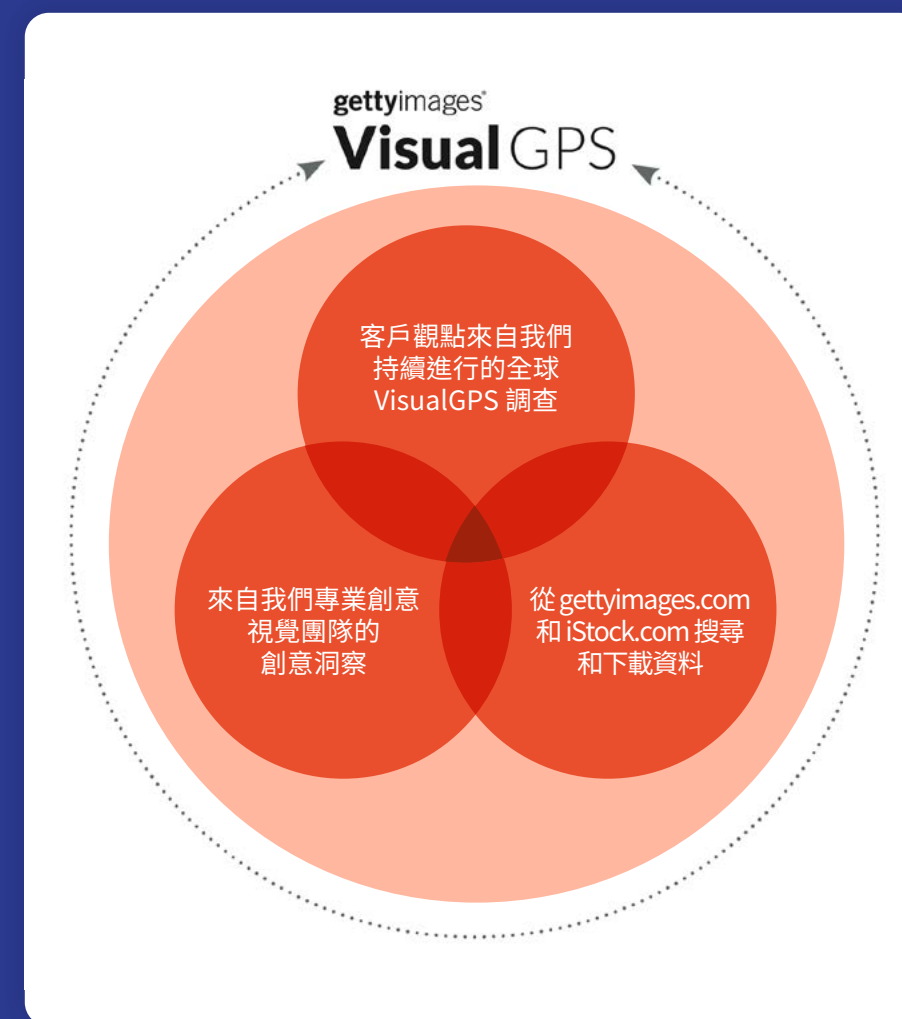 gettyimages®
Visual GPS
客戶觀點來自我們
持續進行的全球
VisualGPS 調查
來自我們專業創意
視覺團隊的
創意洞察
從 gettyimages.com
和 iStock.com 搜尋
和下載資料